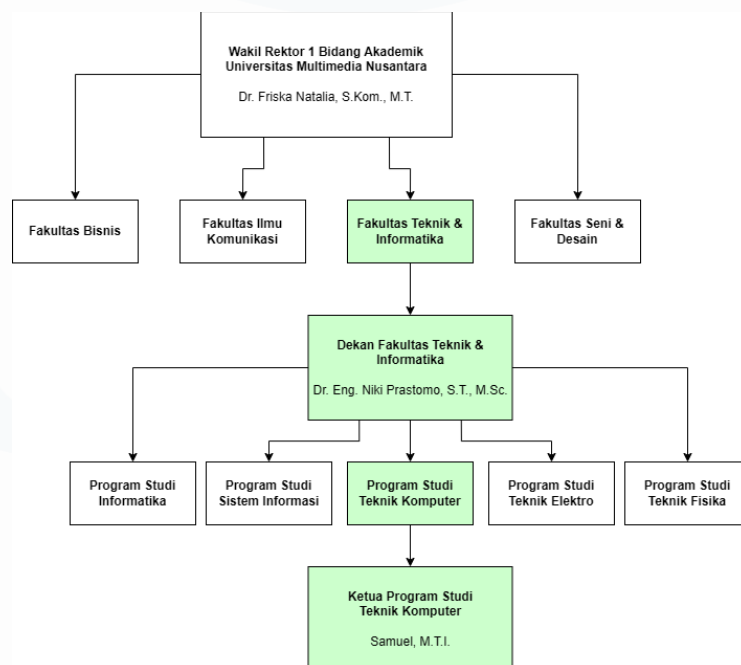 Wakil Rektor 1 Bidang Akademik
Universitas Multimedia Nusantara
Dr. Friska Natalia, S.Kom., M.T.
Fakultas Bisnis
Fakultas Ilmu
Komunikasi
Fakultas Teknik &
Informatika
Fakultas Seni &
Desain
Dekan Fakultas Teknik &
Informatika
Dr. Eng. Niki Prastomo, S.T., M.Sc.
Program Studi
Informatika
Program Studi
Sistem Informasi
Program Studi
Teknik Komputer
Program Studi
Teknik Elektro
Program Studi
Teknik Fisika
Ketua Program Studi
Teknik Komputer
Samuel, M.T.I.